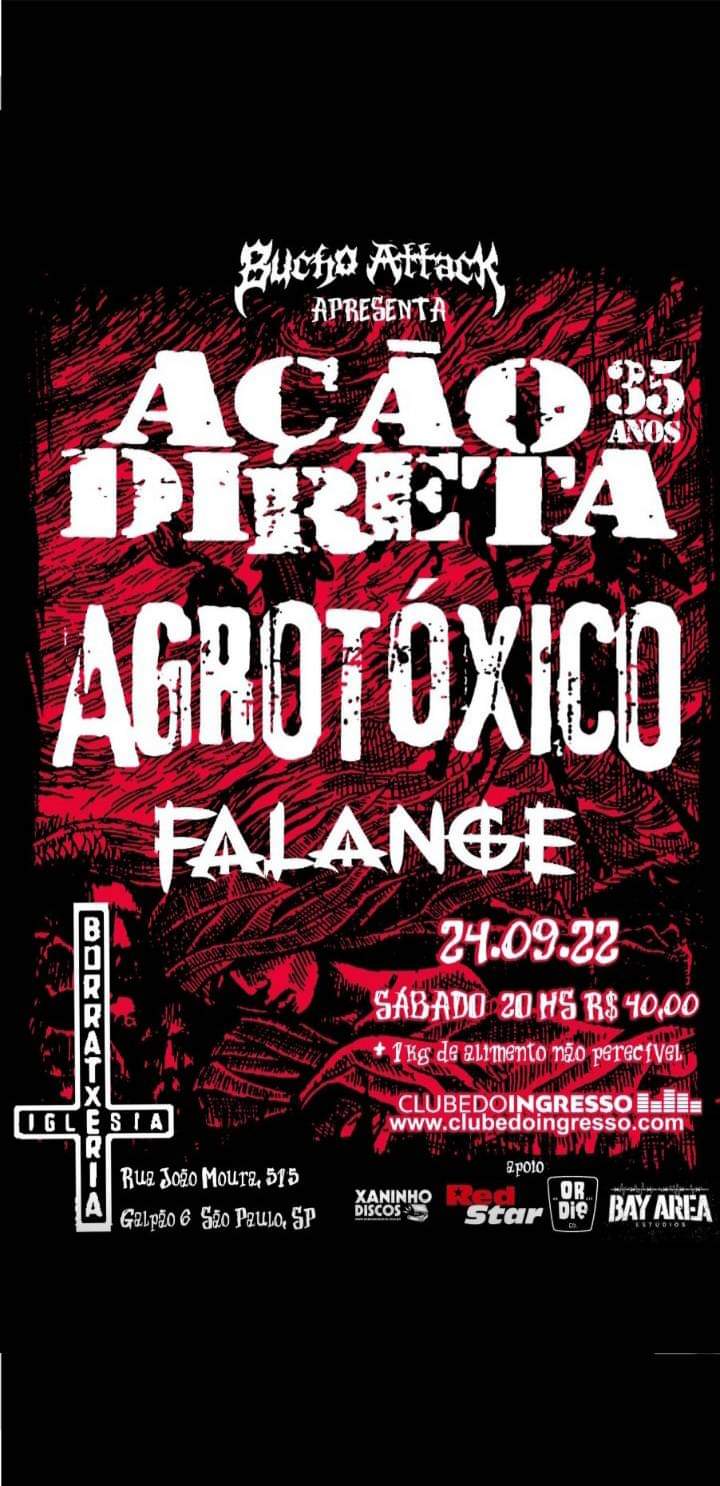 Bucho Attack
APRESENTA
AÇÃO
35
ANOS
DIRETA
AGROTÓXICO
FALANGE
24.09.22
SÁBADO 20 HS R$ 40,00
+ 1 Kg de alimento não perecível
CLUBEDOINGRESSO
www.clubedoingresso.com
BORRATXERIA
IGLESIA
Rua João Moura, 515
Galpão 6 São Paulo, SP
apoio
XANINHO
DISCOS
Red
Star
OR
DIE
BAY AREA
ESTÚDIOS